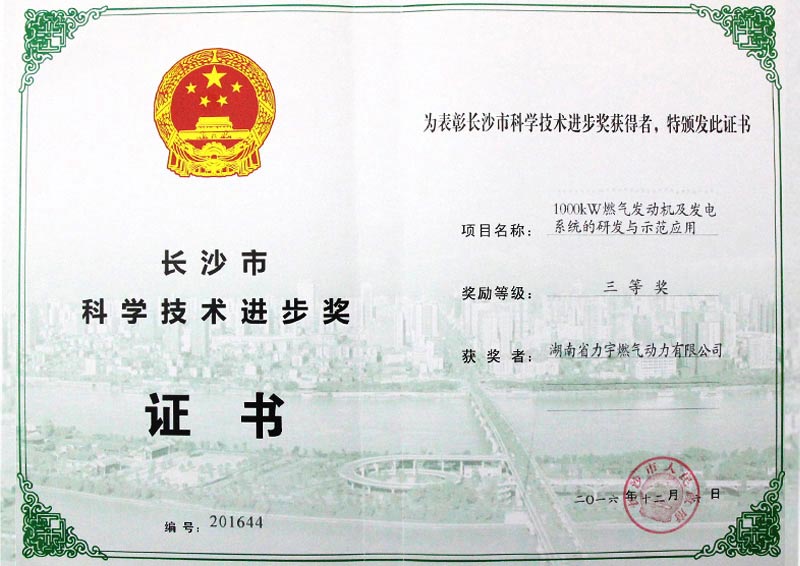 长沙市
科学技术进步奖
证书
编号：201644
为表彰长沙市科学技术进步奖获得者，特颁发此证书
项目名称：1000kW燃气发动机及发电
系统的研发与示范应用
奖励等级：三等奖
获奖者：湖南省力宇燃气动力有限公司
二〇一六年十二月六日
长沙市人民政府